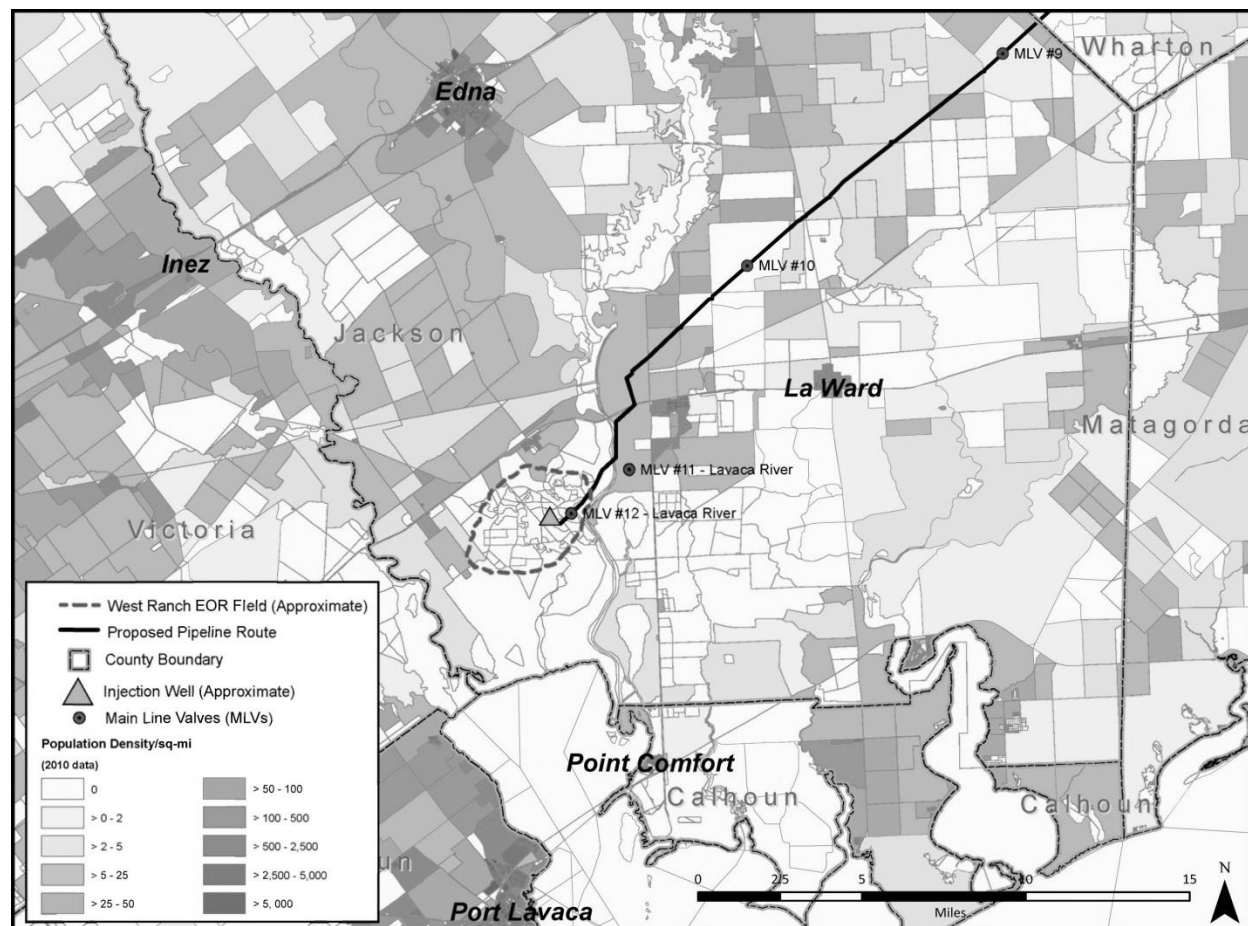 Wharton
MLV #9
Edna
Inez
MLV #10
Jackson
La Ward
Matagorda
MLV #11 - Lavaca River
MLV #12 - Lavaca River
Victoria
West Ranch EOR FIeld (Approximate)
Proposed Pipeline Route
County Boundary
Injection Well (Approximate)
Main Line Valves (MLVs)
Population Density/sq-mi
(2010 data)
0
> 0 - 2
> 2 - 5
> 5 - 25
> 25 - 50
> 50 - 100
> 100 - 500
> 500 - 2,500
> 2,500 - 5,000
> 5, 000
un
Point Comfort
Calhoun
Calhoun
Port Lavaca
0 2.5 5 10 15
Miles
N